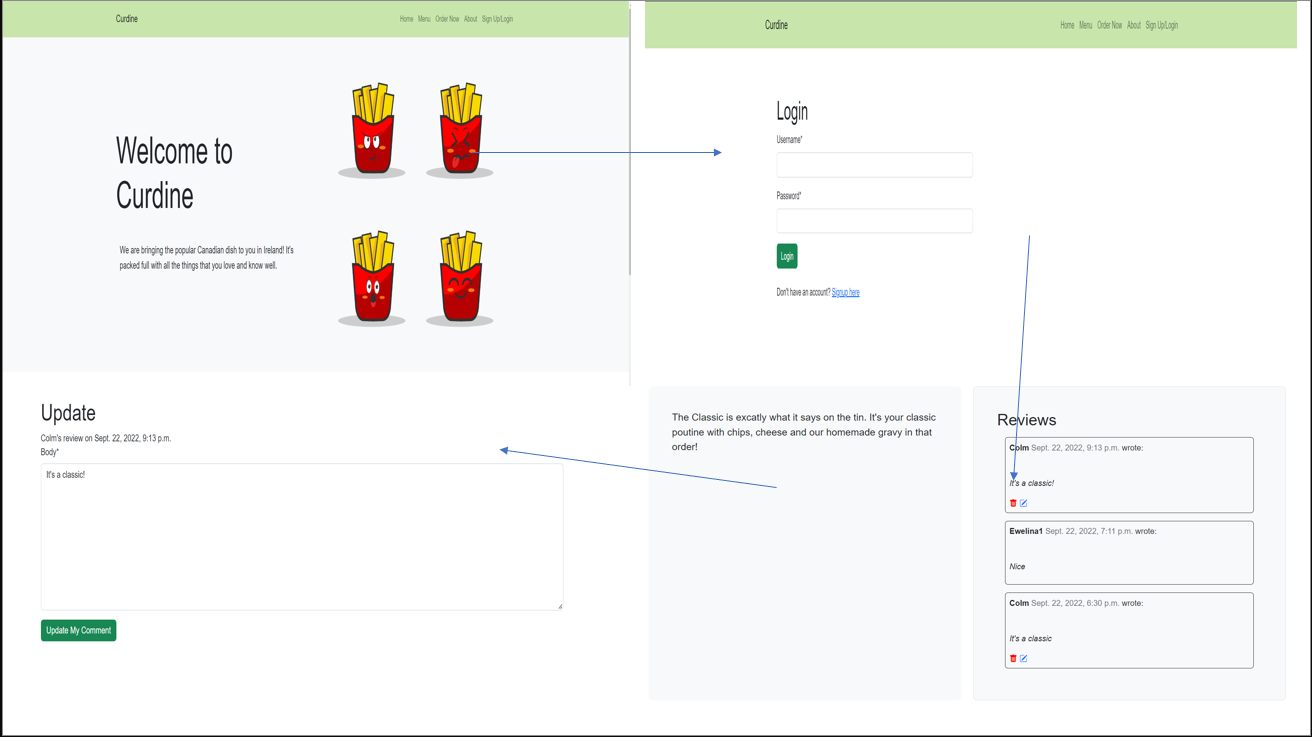 Curdine
Home Menu Order Now About Sign Up/Login
Welcome to
Curdine
We are bringing the popular Canadian dish to you in Ireland! It's
packed full with all the things that you love and know well.
Curdine
Home Menu Order Now About Sign Up/Login
Login
Username*
Password*
Login
Don't have an account? Signup here
Update
Colm's review on Sept. 22, 2022, 9:13 p.m.
Body*
It's a classic!
Update My Comment
The Classic is excatly what it says on the tin. It's your classic
poutine with chips, cheese and our homemade gravy in that
order!
Reviews
Colm Sept. 22, 2022, 9:13 p.m. wrote:
It's a classic!
Ewelina1 Sept. 22, 2022, 7:11 p.m. wrote:
Nice
Colm Sept. 22, 2022, 6:30 p.m. wrote:
It's a classic